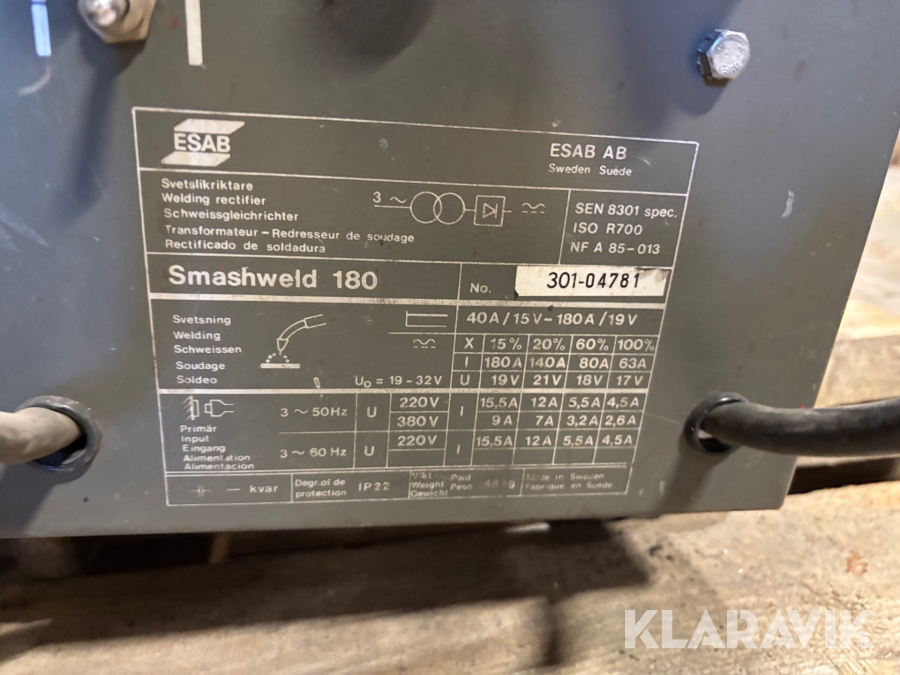 ESAB
ESAB AB
Sweden Suède
Svetslikriktare
Welding rectifier
Schweissgleichrichter
Transformateur – Redresseur de soudage
Rectificado de soldadura
3 ~
SEN 8301 spec.
ISO R700
NF A 85-013
Smashweld 180
No. 301-04781
Svetsning
Welding
Schweissen
Soudage
Soldeo
U₀ = 19 - 32 V
40 A / 15 V – 180 A / 19 V
X 15% 20% 60% 100%
I 180 A 140 A 80 A 63 A
U 19 V 21 V 18 V 17 V
Primär
Input
Eingang
Alimentation
Alimentacion
3 ~ 50 Hz U 220 V I 15,5 A 12 A 5,5 A 4,5 A
380 V 9 A 7 A 3,2 A 2,6 A
3 ~ 60 Hz U 220 V I 15,5 A 12 A 5,5 A 4,5 A
– kvar
Degr. of de
protection IP 22
Vikt Poid
Weight Peso
Gewicht
Made in Sweden
Fabrique en Suède
KLARAVIK